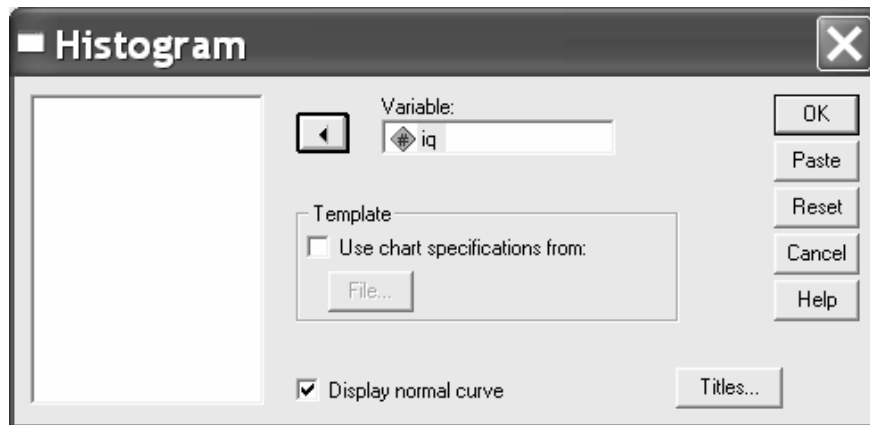 Histogram
Variable:
# iq
Template
Use chart specifications from:
File...
Display normal curve
Titles...
OK
Paste
Reset
Cancel
Help